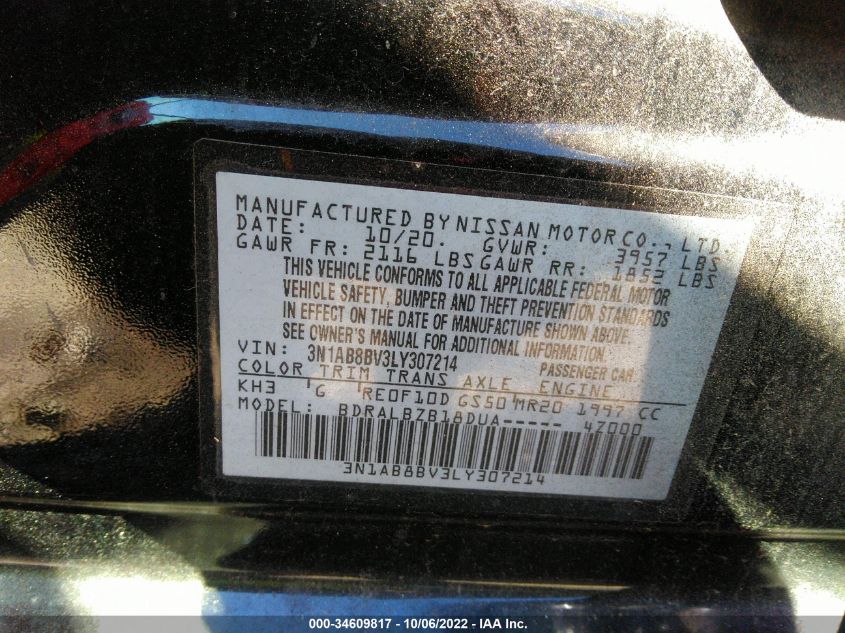 MANUFACTURED BY NISSAN MOTOR CO., LTD.
DATE: 10/20. GVWR: 3957 LBS
GAWR FR: 2116 LBS GAWR RR: 1852 LBS
THIS VEHICLE CONFORMS TO ALL APPLICABLE FEDERAL MOTOR
VEHICLE SAFETY, BUMPER AND THEFT PREVENTION STANDARDS
IN EFFECT ON THE DATE OF MANUFACTURE SHOWN ABOVE.
SEE OWNER'S MANUAL FOR ADDITIONAL INFORMATION
VIN: 3N1AB8BV3LY307214 PASSENGER CAR
COLOR TRIM TRANS AXLE ENGINE
KH3 G RE0F10D GS50 MR20 1997 CC
MODEL: BDRALBZB18DUA----- 4Z000
3N1AB8BV3LY307214
000-34609817 - 10/06/2022 - IAA Inc.